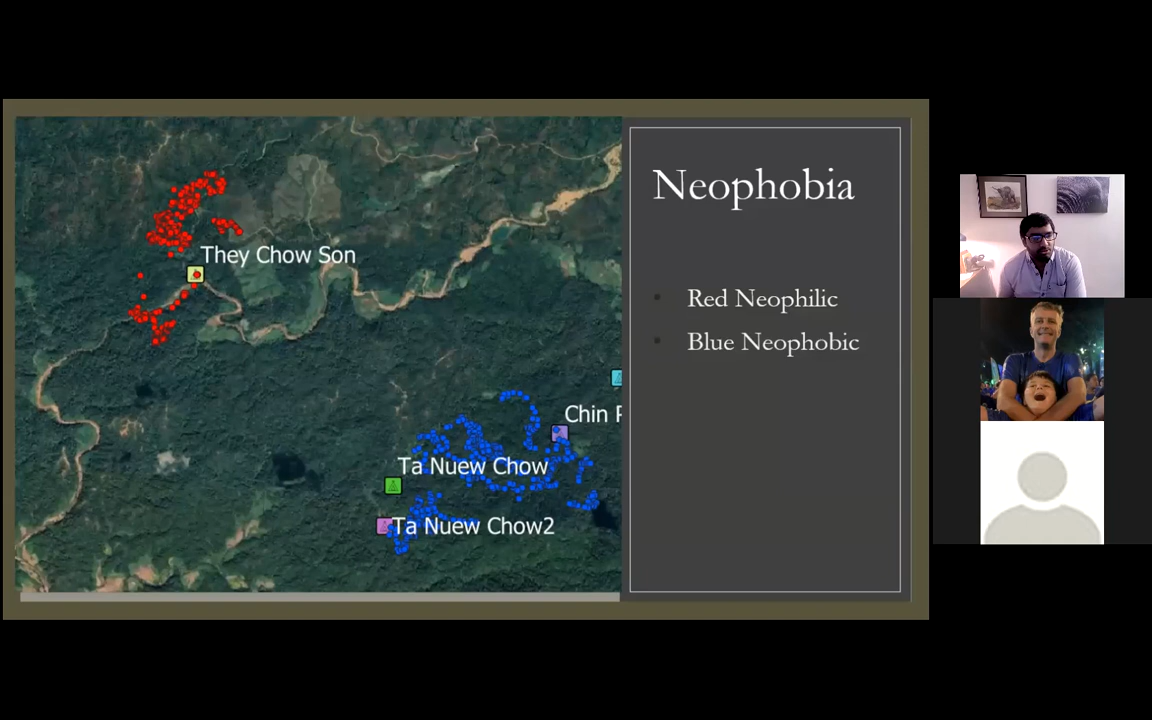 They Chow Son
Chin
Ta Nuew Chow
Ta Nuew Chow2
Neophobia
Red Neophilic
Blue Neophobic